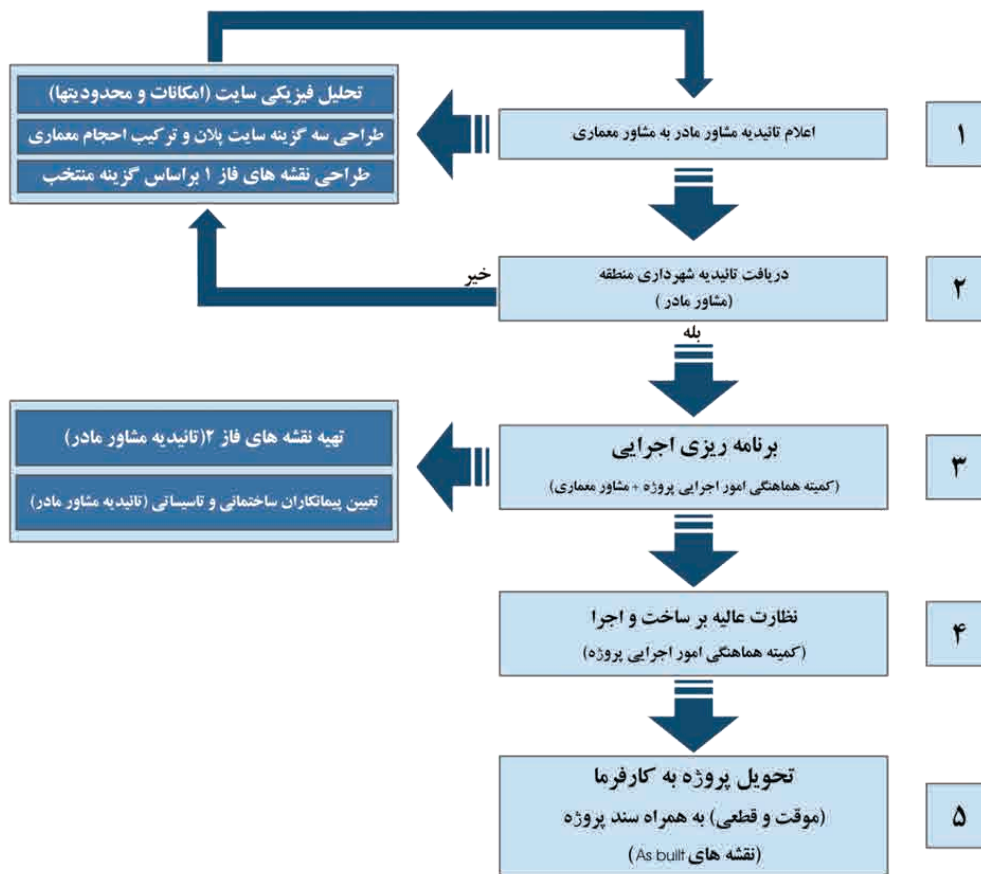 ۱
اعلام تائیدیه مشاور مادر به مشاور معماری
تحلیل فیزیکی سایت (امکانات و محدودیتها)
طراحی سه گزینه سایت پلان و ترکیب احجام معماری
طراحی نقشه های فاز ۱ براساس گزینه منتخب
۲
دریافت تائیدیه شهرداری منطقه
(مشاور مادر )
خیر
بله
۳
برنامه ریزی اجرایی
(کمیته هماهنگی امور اجرایی پروژه + مشاور معماری)
تهیه نقشه های فاز ۲(تائیدیه مشاور مادر)
تعیین پیمانکاران ساختمانی و تاسیساتی (تائیدیه مشاور مادر)
۴
نظارت عالیه بر ساخت و اجرا
(کمیته هماهنگی امور اجرایی پروژه)
۵
تحویل پروژه به کارفرما
(موقت و قطعی) به همراه سند پروژه
(نقشه های As built)